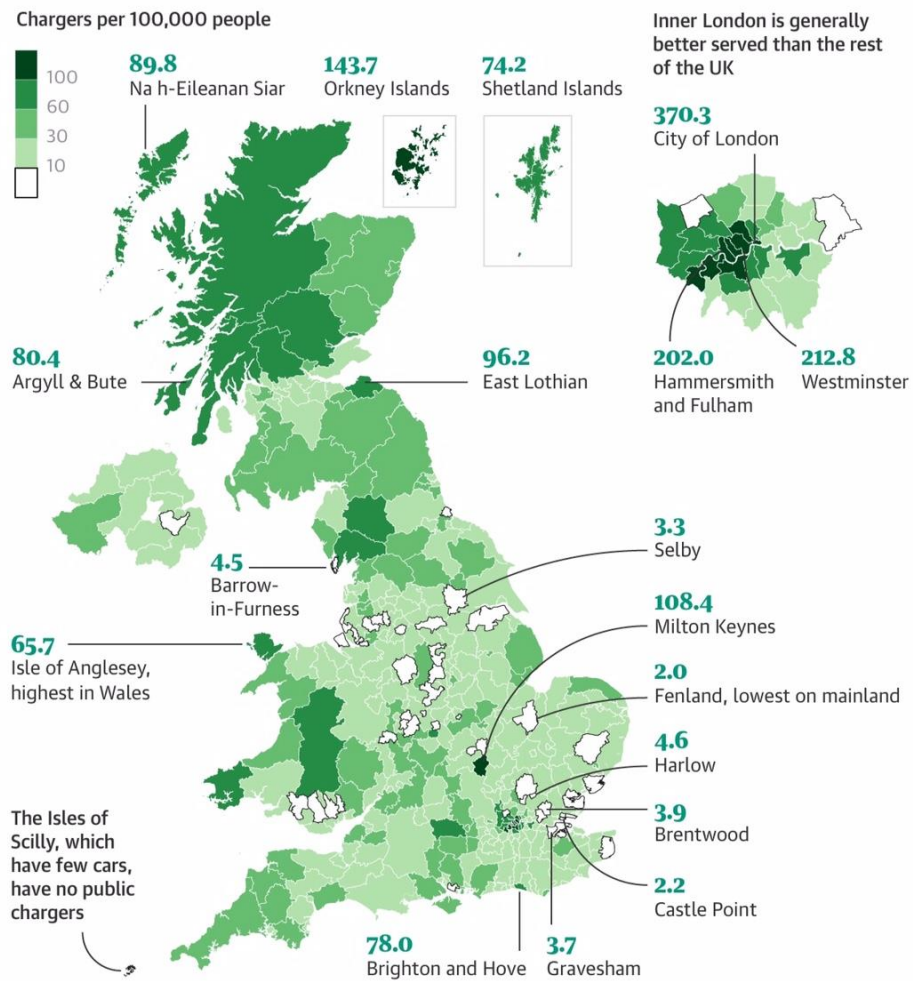 Chargers per 100,000 people
100
60
30
10
89.8
Na h-Eileanan Siar
143.7
Orkney Islands
74.2
Shetland Islands
Inner London is generally
better served than the rest
of the UK
370.3
City of London
202.0
Hammersmith
and Fulham
212.8
Westminster
80.4
Argyll & Bute
96.2
East Lothian
4.5
Barrow-
in-Furness
3.3
Selby
108.4
Milton Keynes
65.7
Isle of Anglesey,
highest in Wales
2.0
Fenland, lowest on mainland
4.6
Harlow
3.9
Brentwood
2.2
Castle Point
The Isles of
Scilly, which
have few cars,
have no public
chargers
78.0
Brighton and Hove
3.7
Gravesham